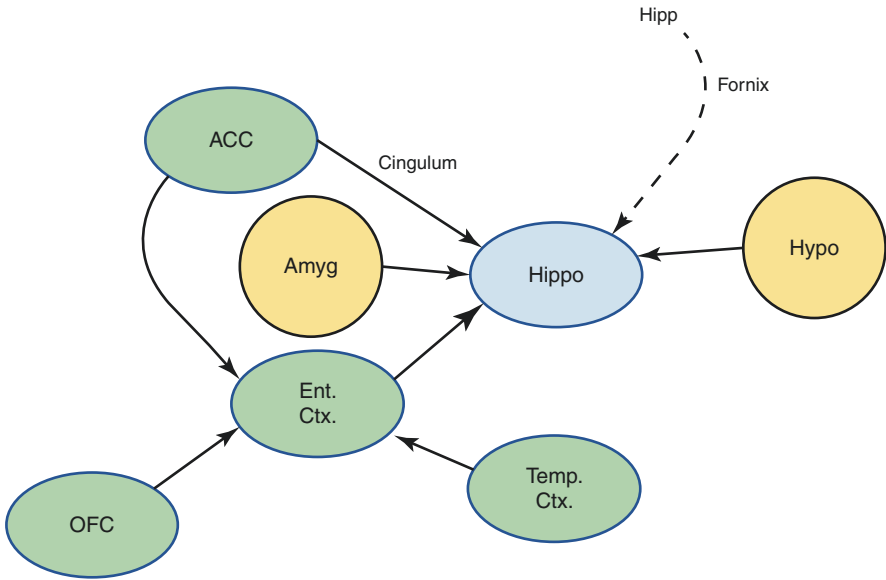 Hipp
Fornix
ACC
Cingulum
Amyg
Hippo
Hypo
Ent.
Ctx.
Temp.
Ctx.
OFC